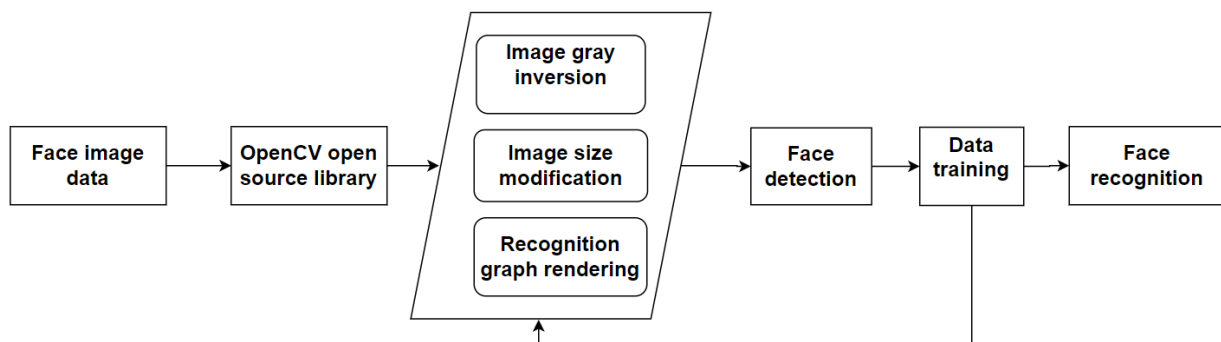 Face image
data
OpenCV open
source library
Image gray
inversion
Image size
modification
Recognition
graph rendering
Face
detection
Data
training
Face
recognition